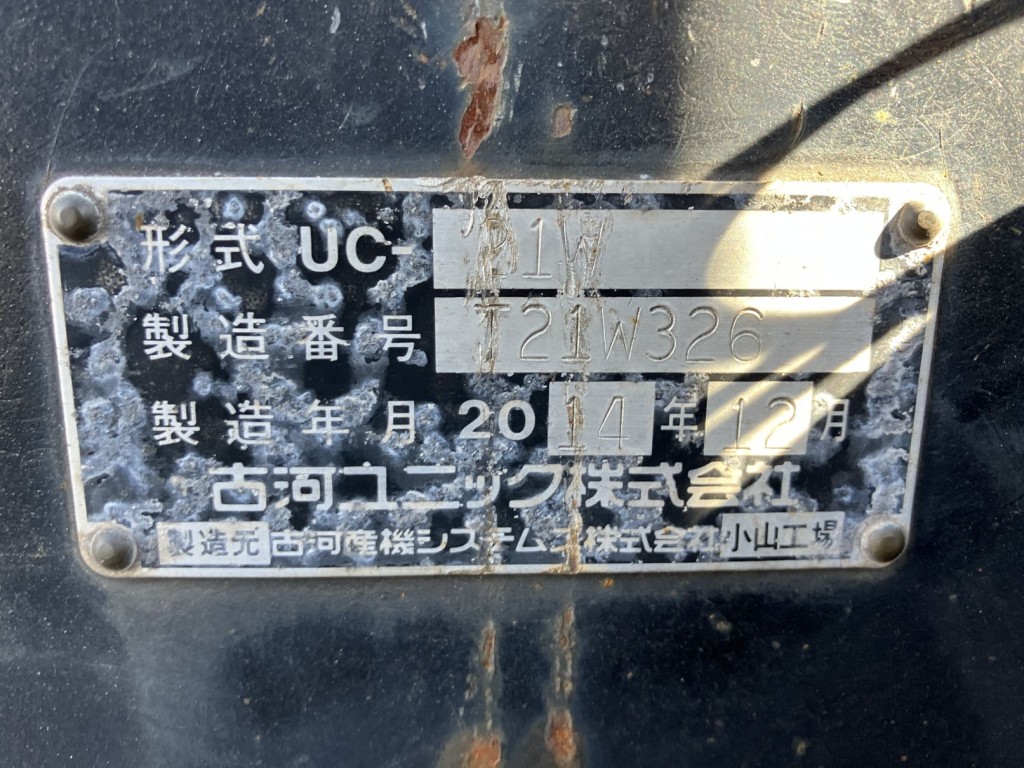 形式 UC-
製造番号 T21W326
製造年月 2014年12月
古河ユニック株式会社
製造元 古河産機システムズ株式会社 小山工場